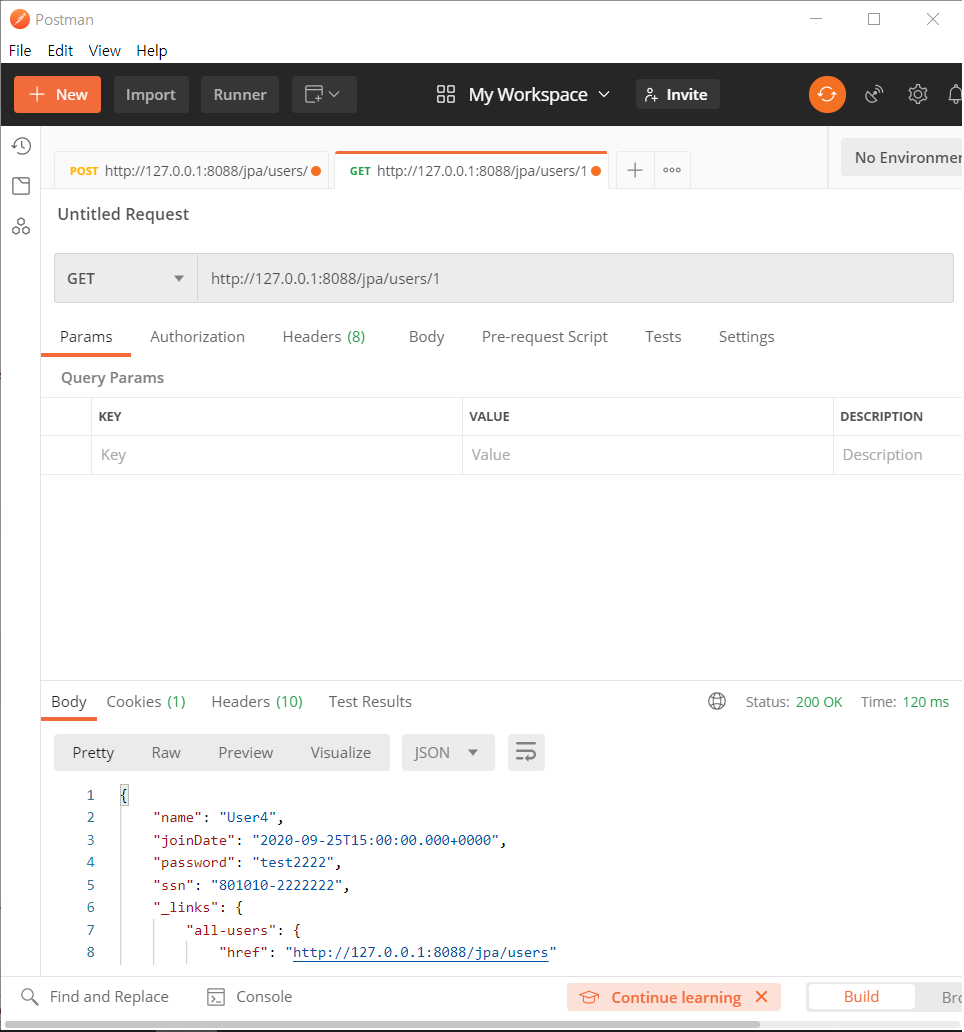 Postman
File Edit View Help
New Import Runner My Workspace Invite
POST http://127.0.0.1:8088/jpa/users/ GET http://127.0.0.1:8088/jpa/users/1 No Environmen
Untitled Request
GET http://127.0.0.1:8088/jpa/users/1
Params Authorization Headers (8) Body Pre-request Script Tests Settings
Query Params
KEY VALUE DESCRIPTION
Key Value Description
Body Cookies (1) Headers (10) Test Results Status: 200 OK Time: 120 ms
Pretty Raw Preview Visualize JSON
1 {
2 "name": "User4",
3 "joinDate": "2020-09-25T15:00:00.000+0000",
4 "password": "test2222",
5 "ssn": "801010-2222222",
6 "_links": {
7 "all-users": {
8 "href": "http://127.0.0.1:8088/jpa/users"
Find and Replace Console Continue learning Build Bro